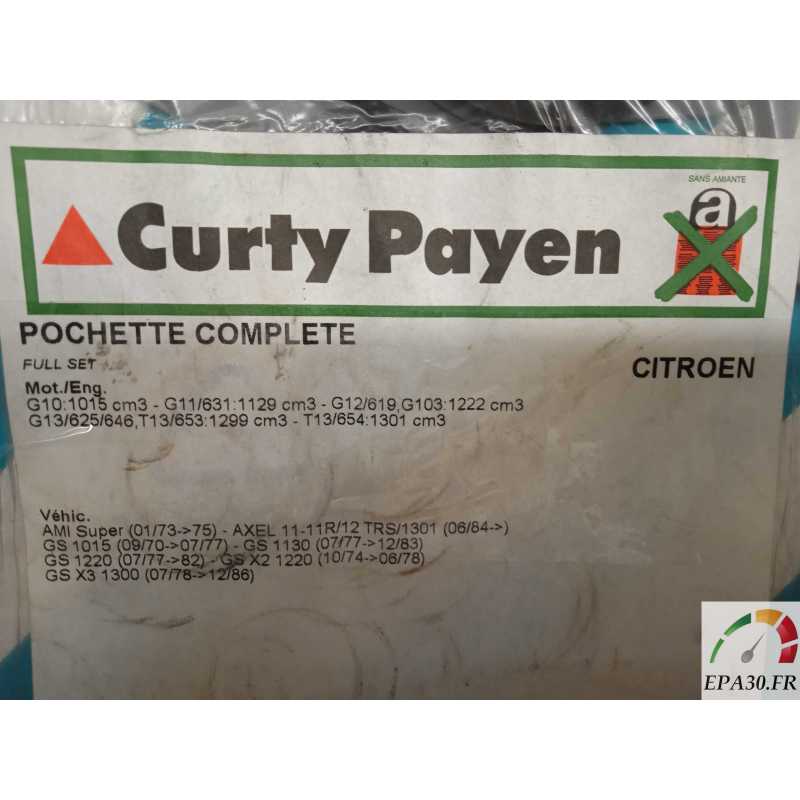 SANS AMIANTE
a
Curty Payen
POCHETTE COMPLETE
FULL SET
CITROEN
Mot./Eng.
G10:1015 cm3 - G11/631:1129 cm3 - G12/619,G103:1222 cm3
G13/625/646,T13/653:1299 cm3 - T13/654:1301 cm3
Véhic.
AMI Super (01/73->75) - AXEL 11-11R/12 TRS/1301 (06/84->)
GS 1015 (09/70->07/77) - GS 1130 (07/77->12/83)
GS 1220 (07/77->82) - GS X2 1220 (10/74->06/78)
GS X3 1300 (07/78->12/86)
EPA30.FR